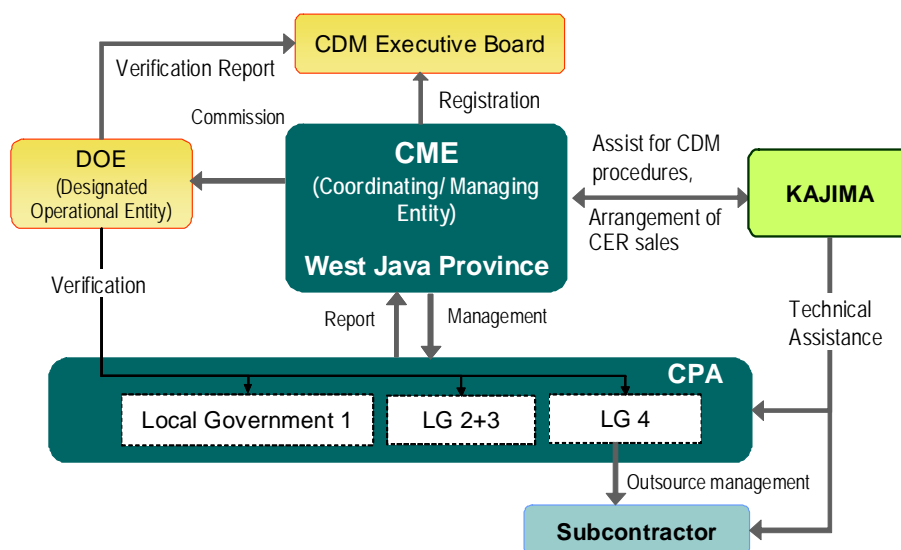 CDM Executive Board
Verification Report
Commission
Registration
DOE
(Designated
Operational Entity)
CME
(Coordinating/ Managing
Entity)
West Java Province
Assist for CDM
procedures,
Arrangement of
CER sales
KAJIMA
Verification
Report
Management
Technical
Assistance
CPA
Local Government 1
LG 2+3
LG 4
Outsource management
Subcontractor